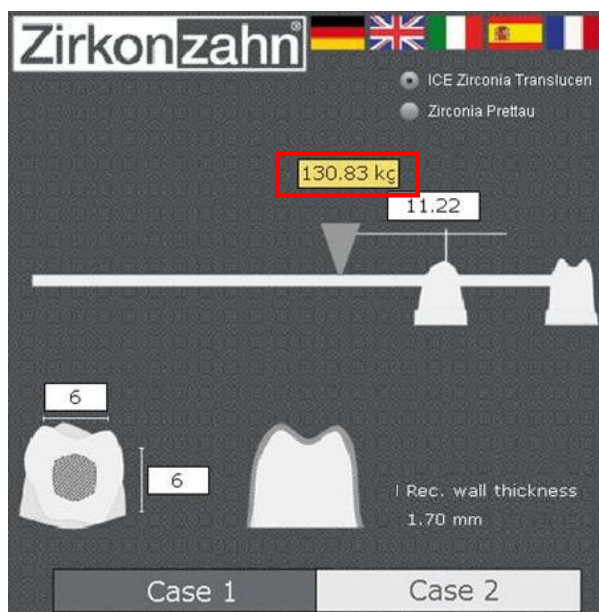 Zirkonzahn®
ICE Zirconia Translucen
Zirconia Prettau
130.83 kg
11.22
6
6
Rec. wall thickness
1.70 mm
Case 1
Case 2